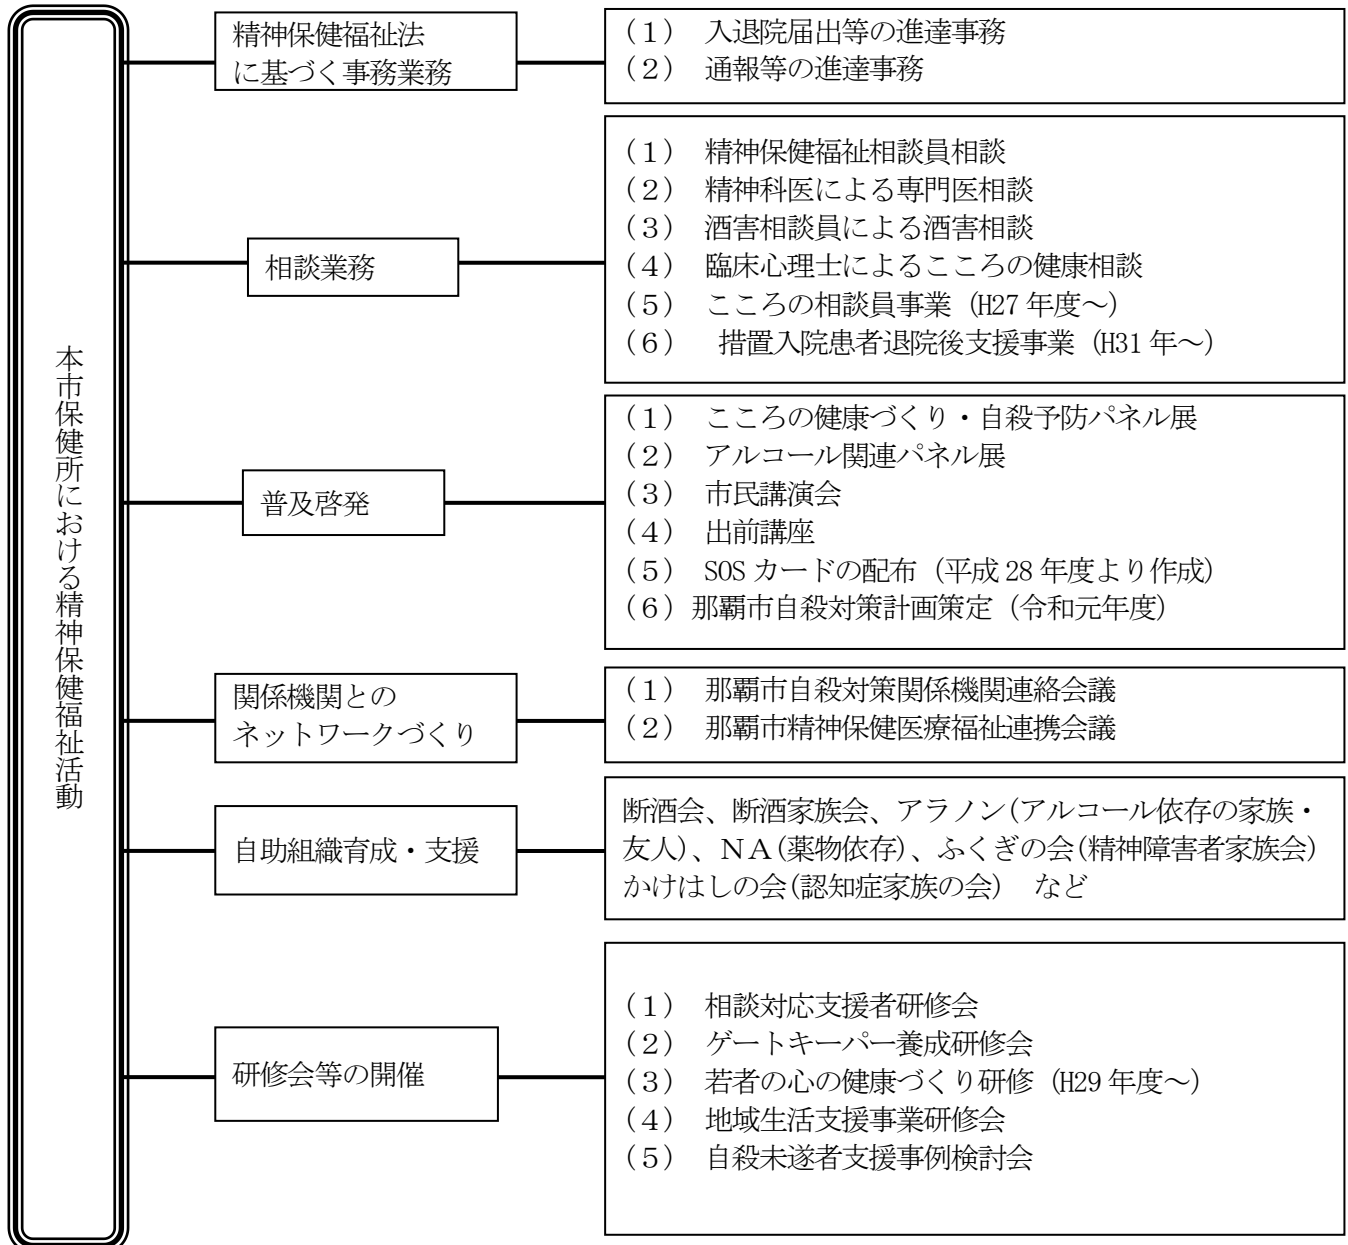 本市保健所における精神保健福祉活動
精神保健福祉法
に基づく事務業務
（１）　入退院届出等の進達事務
（２）　通報等の進達事務
相談業務
（１）　精神保健福祉相談員相談
（２）　精神科医による専門医相談
（３）　酒害相談員による酒害相談
（４）　臨床心理士によるこころの健康相談
（５）　こころの相談員事業（H27 年度～）
（６）　措置入院患者退院後支援事業（H31 年～）
普及啓発
（１）　こころの健康づくり・自殺予防パネル展
（２）　アルコール関連パネル展
（３）　市民講演会
（４）　出前講座
（５）　SOS カードの配布（平成 28 年度より作成）
（６）那覇市自殺対策計画策定（令和元年度）
関係機関との
ネットワークづくり
（１）　那覇市自殺対策関係機関連絡会議
（２）　那覇市精神保健医療福祉連携会議
自助組織育成・支援
断酒会、断酒家族会、アラノン(アルコール依存の家族・
友人)、ＮＡ(薬物依存)、ふくぎの会(精神障害者家族会)
かけはしの会(認知症家族の会)　など
研修会等の開催
（１）　相談対応支援者研修会
（２）　ゲートキーパー養成研修会
（３）　若者の心の健康づくり研修（H29 年度～）
（４）　地域生活支援事業研修会
（５）　自殺未遂者支援事例検討会